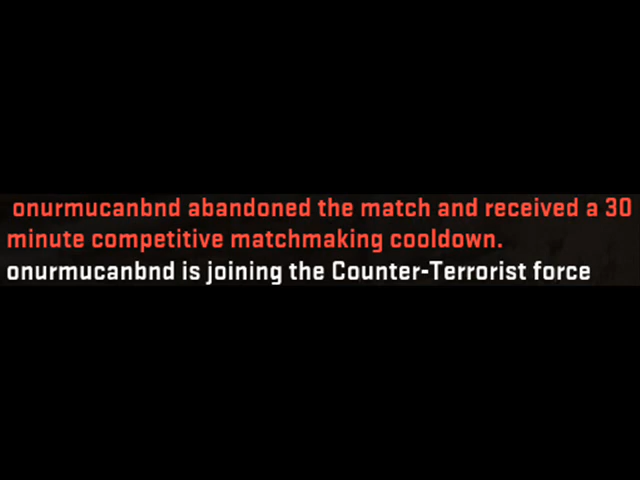 onurmucanbnd abandoned the match and received a 30
minute competitive matchmaking cooldown.
onurmucanbnd is joining the Counter-Terrorist force